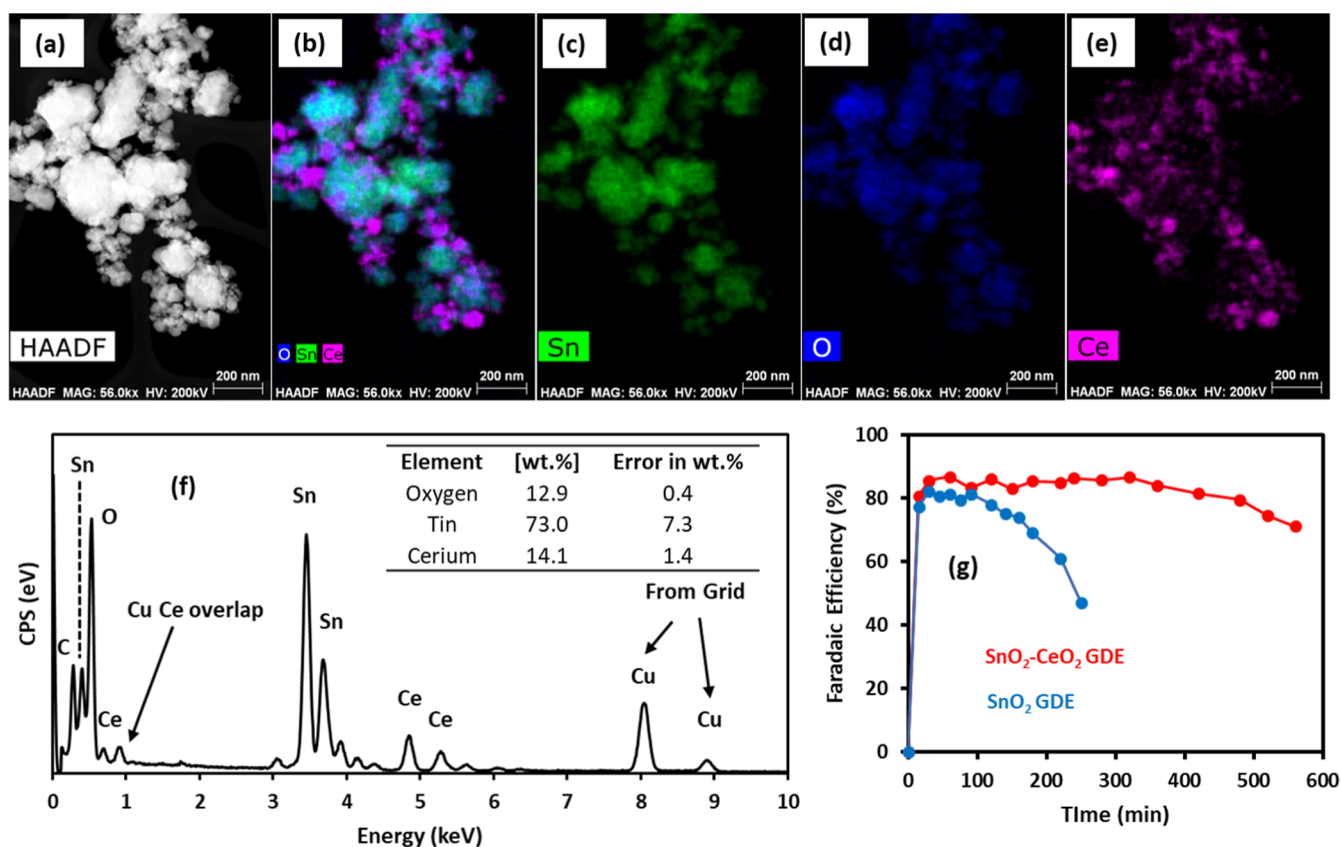 (a)
(b)
(c)
(d)
(e)
HAADF
O Sn Ce
Sn
O
Ce
200 nm
200 nm
200 nm
200 nm
200 nm
HAADF MAG: 56.0kx HV: 200kV
HAADF MAG: 56.0kx HV: 200kV
HAADF MAG: 56.0kx HV: 200kV
HAADF MAG: 56.0kx HV: 200kV
HAADF MAG: 56.0kx HV: 200kV
(f)
Sn
O
C
Ce
Cu Ce overlap
Sn
Sn
Ce
Ce
Element [wt.%] Error in wt.%
Oxygen 12.9 0.4
Tin 73.0 7.3
Cerium 14.1 1.4
From Grid
Cu
Cu
CPS (eV)
0 1 2 3 4 5 6 7 8 9 10
Energy (keV)
(g)
100
80
60
40
20
0
Faradaic Efficiency (%)
SnO₂-CeO₂ GDE
SnO₂ GDE
0 100 200 300 400 500 600
TIme (min)